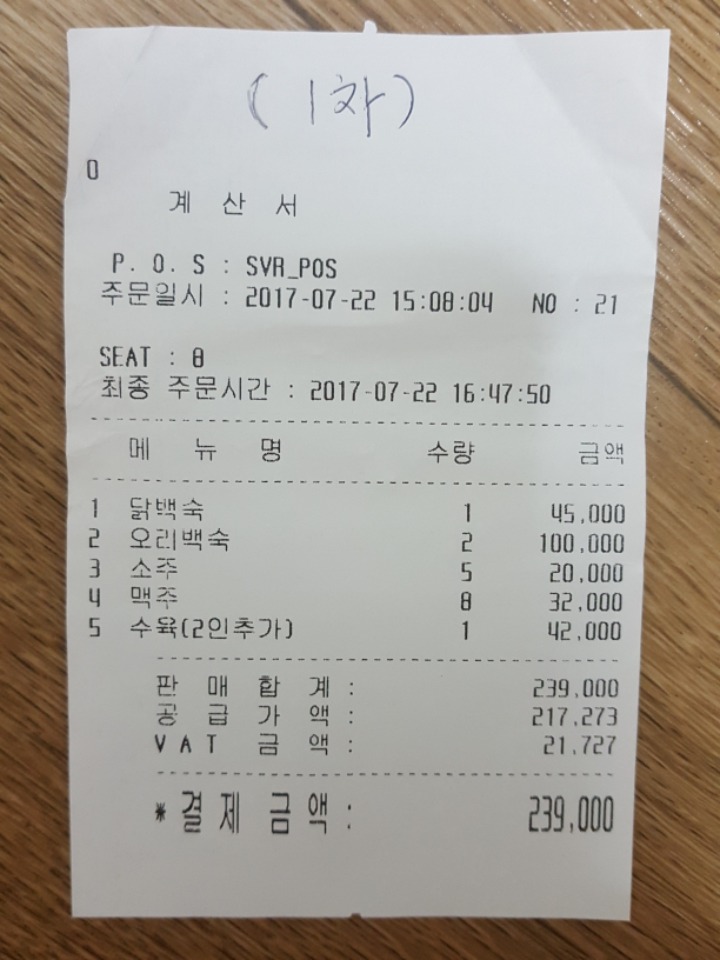 ( 1차 )
0
계 산 서
P. O. S : SVR_POS
주문일시 : 2017-07-22 15:08:04 NO : 21
SEAT : 8
최종 주문시간 : 2017-07-22 16:47:50
메 뉴 명 수량 금액
1 닭백숙 1 45,000
2 오리백숙 2 100,000
3 소주 5 20,000
4 맥주 8 32,000
5 수육(2인추가) 1 42,000
판 매 합 계 : 239,000
공 급 가 액 : 217,273
V A T 금 액 : 21,727
*결 제 금 액 : 239,000